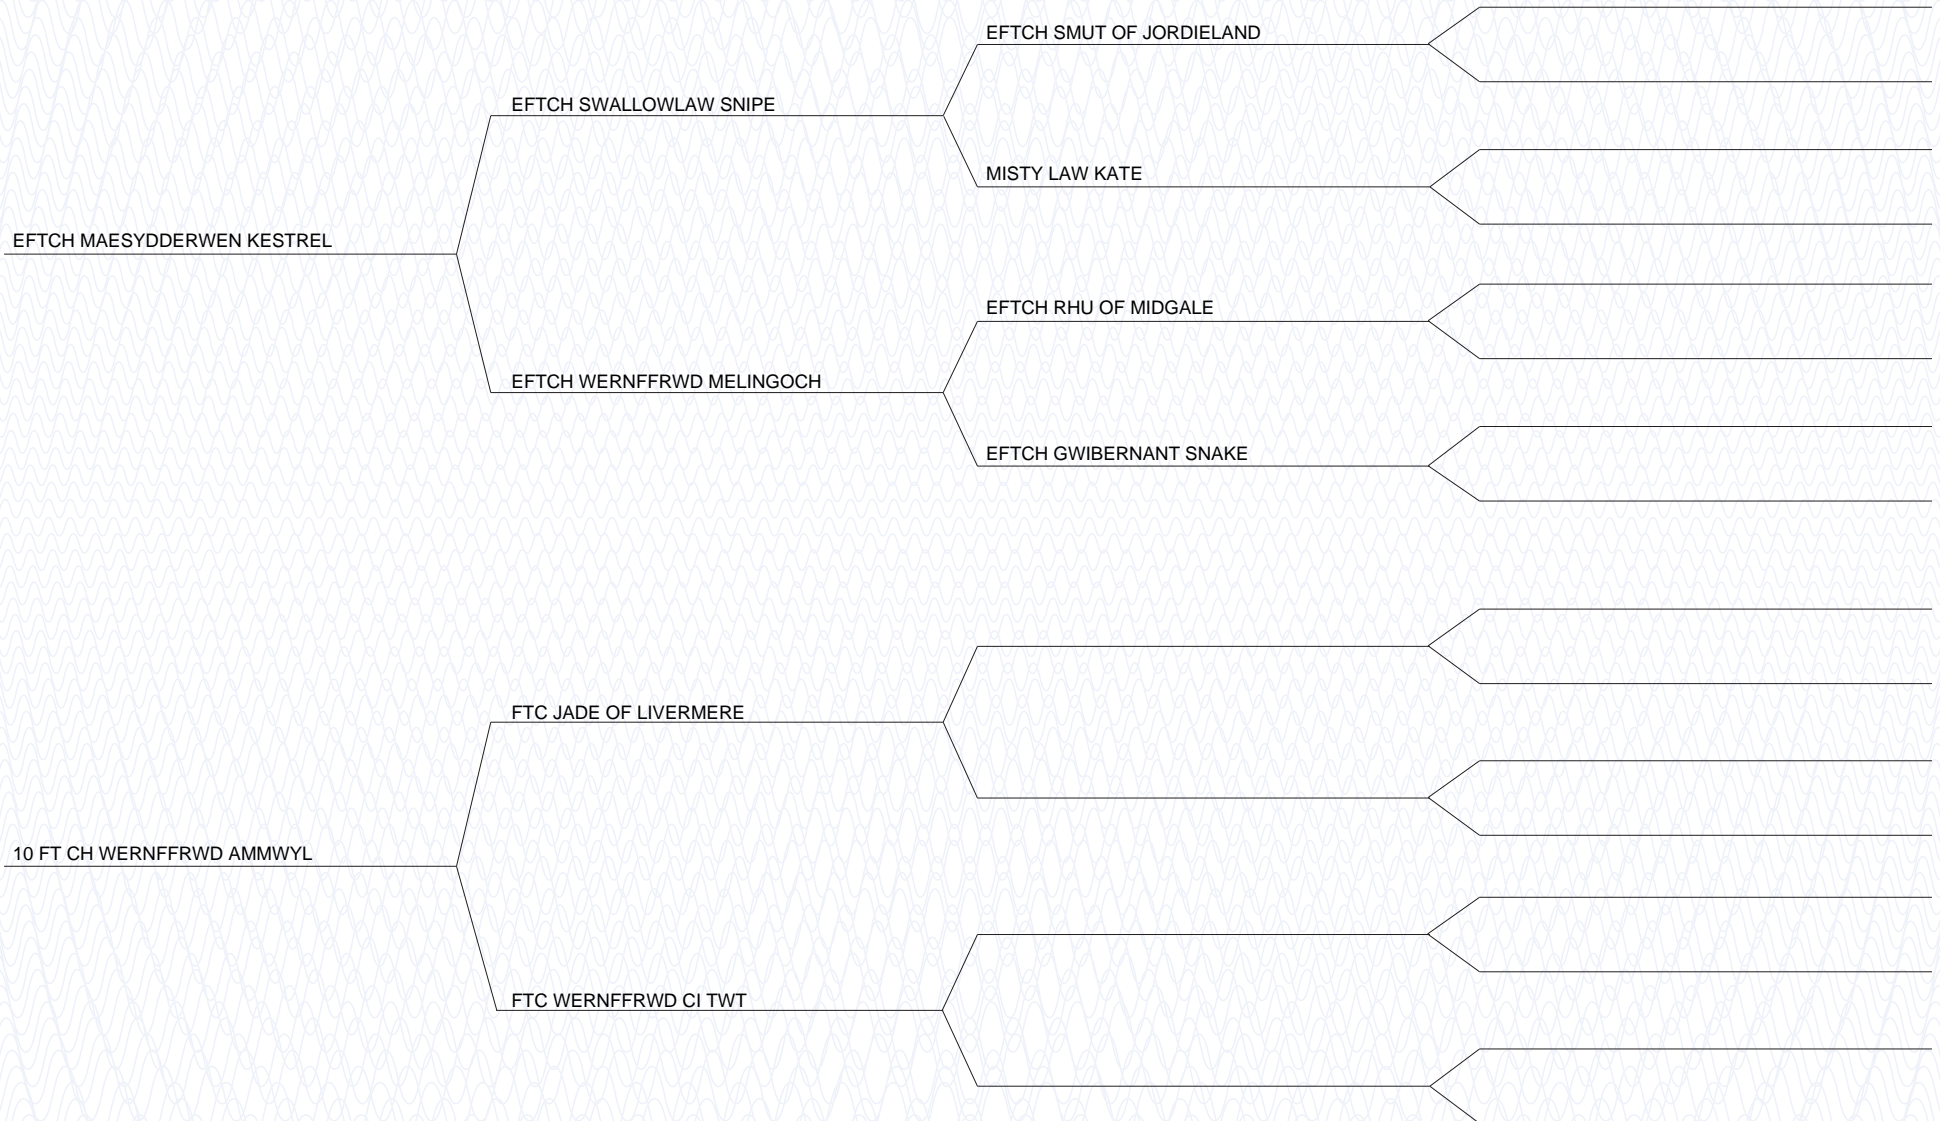 EFTCH SMUT OF JORDIELAND
EFTCH SWALLOWLAW SNIPE
MISTY LAW KATE
EFTCH MAESYDDERWEN KESTREL
EFTCH RHU OF MIDGALE
EFTCH WERNFFRWD MELINGOCH
EFTCH GWIBERNANT SNAKE
FTC JADE OF LIVERMERE
10 FT CH WERNFFRWD AMMWYL
FTC WERNFFRWD CI TWT